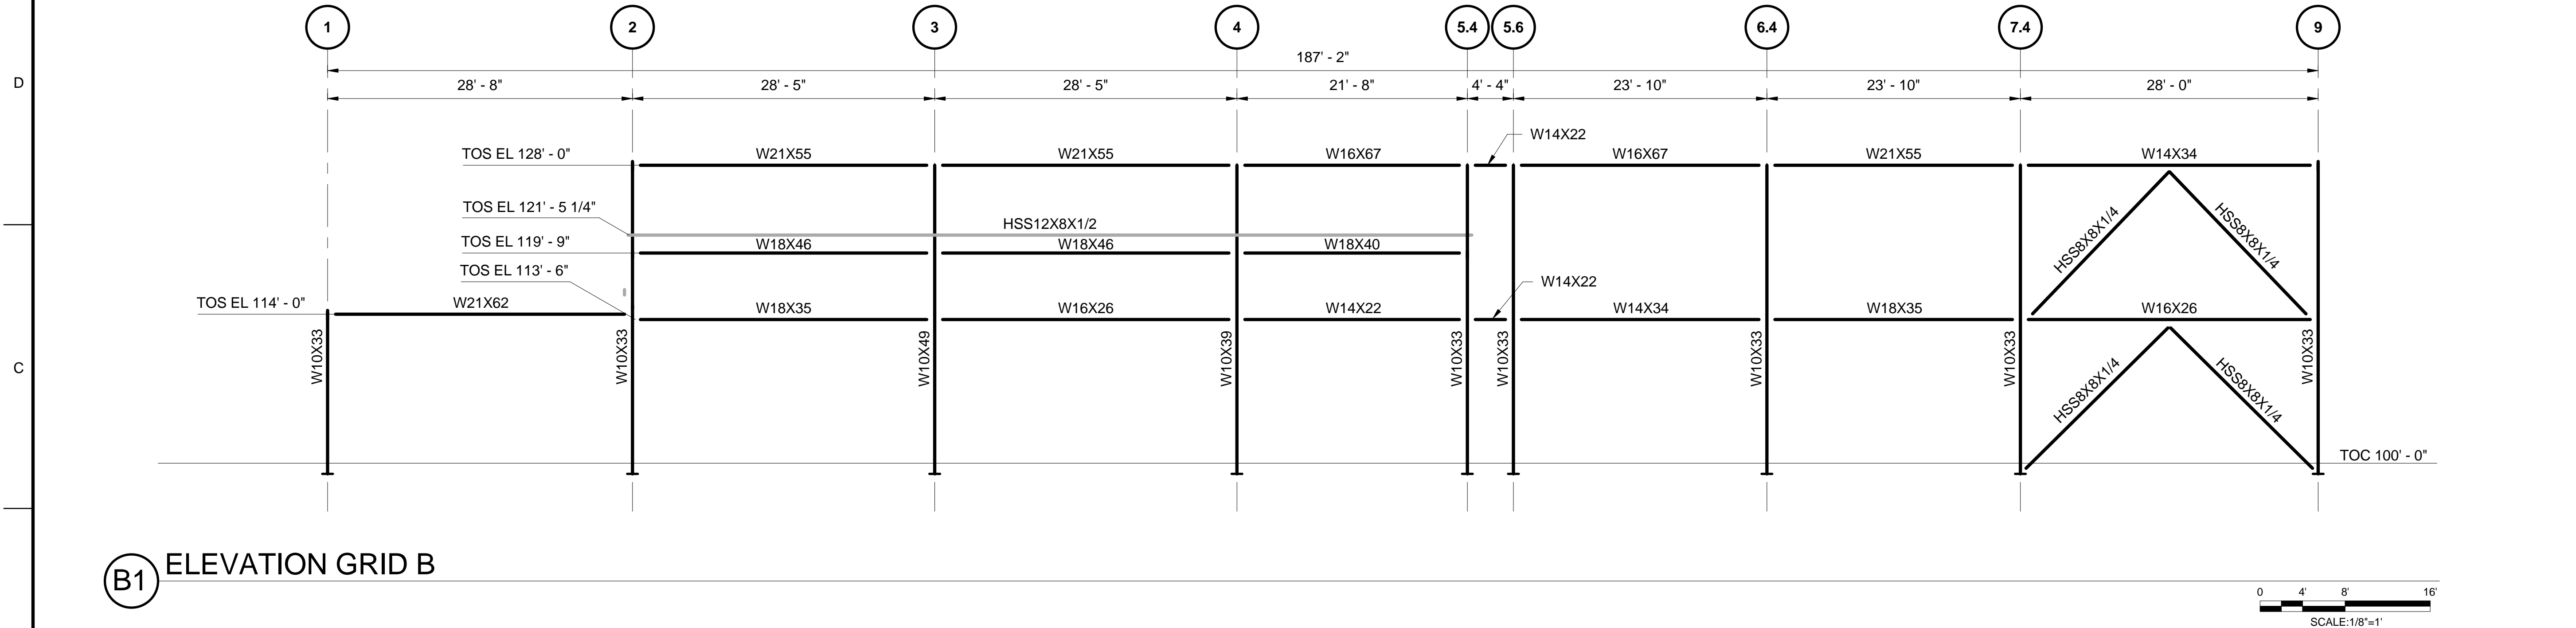 1 2 3 4 5.4 5.6 6.4 7.4 9
187' - 2"
D
28' - 8" 28' - 5" 28' - 5" 21' - 8" 4' - 4" 23' - 10" 23' - 10" 28' - 0"
W14X22
TOS EL 128' - 0" W21X55 W21X55 W16X67 W16X67 W21X55 W14X34
TOS EL 121' - 5 1/4"
HSS12X8X1/2
HSS8X8X1/4 HSS8X8X1/4
TOS EL 119' - 9" W18X46 W18X46 W18X40
TOS EL 113' - 6"
W14X22
TOS EL 114' - 0" W21X62 W18X35 W16X26 W14X22 W14X34 W18X35 W16X26
W10X33 W10X33 W10X49 W10X39 W10X33 W10X33 W10X33 W10X33 W10X33
C
HSS8X8X1/4 HSS8X8X1/4
TOC 100' - 0"
B1 ELEVATION GRID B
0 4' 8' 16'
SCALE:1/8"=1'